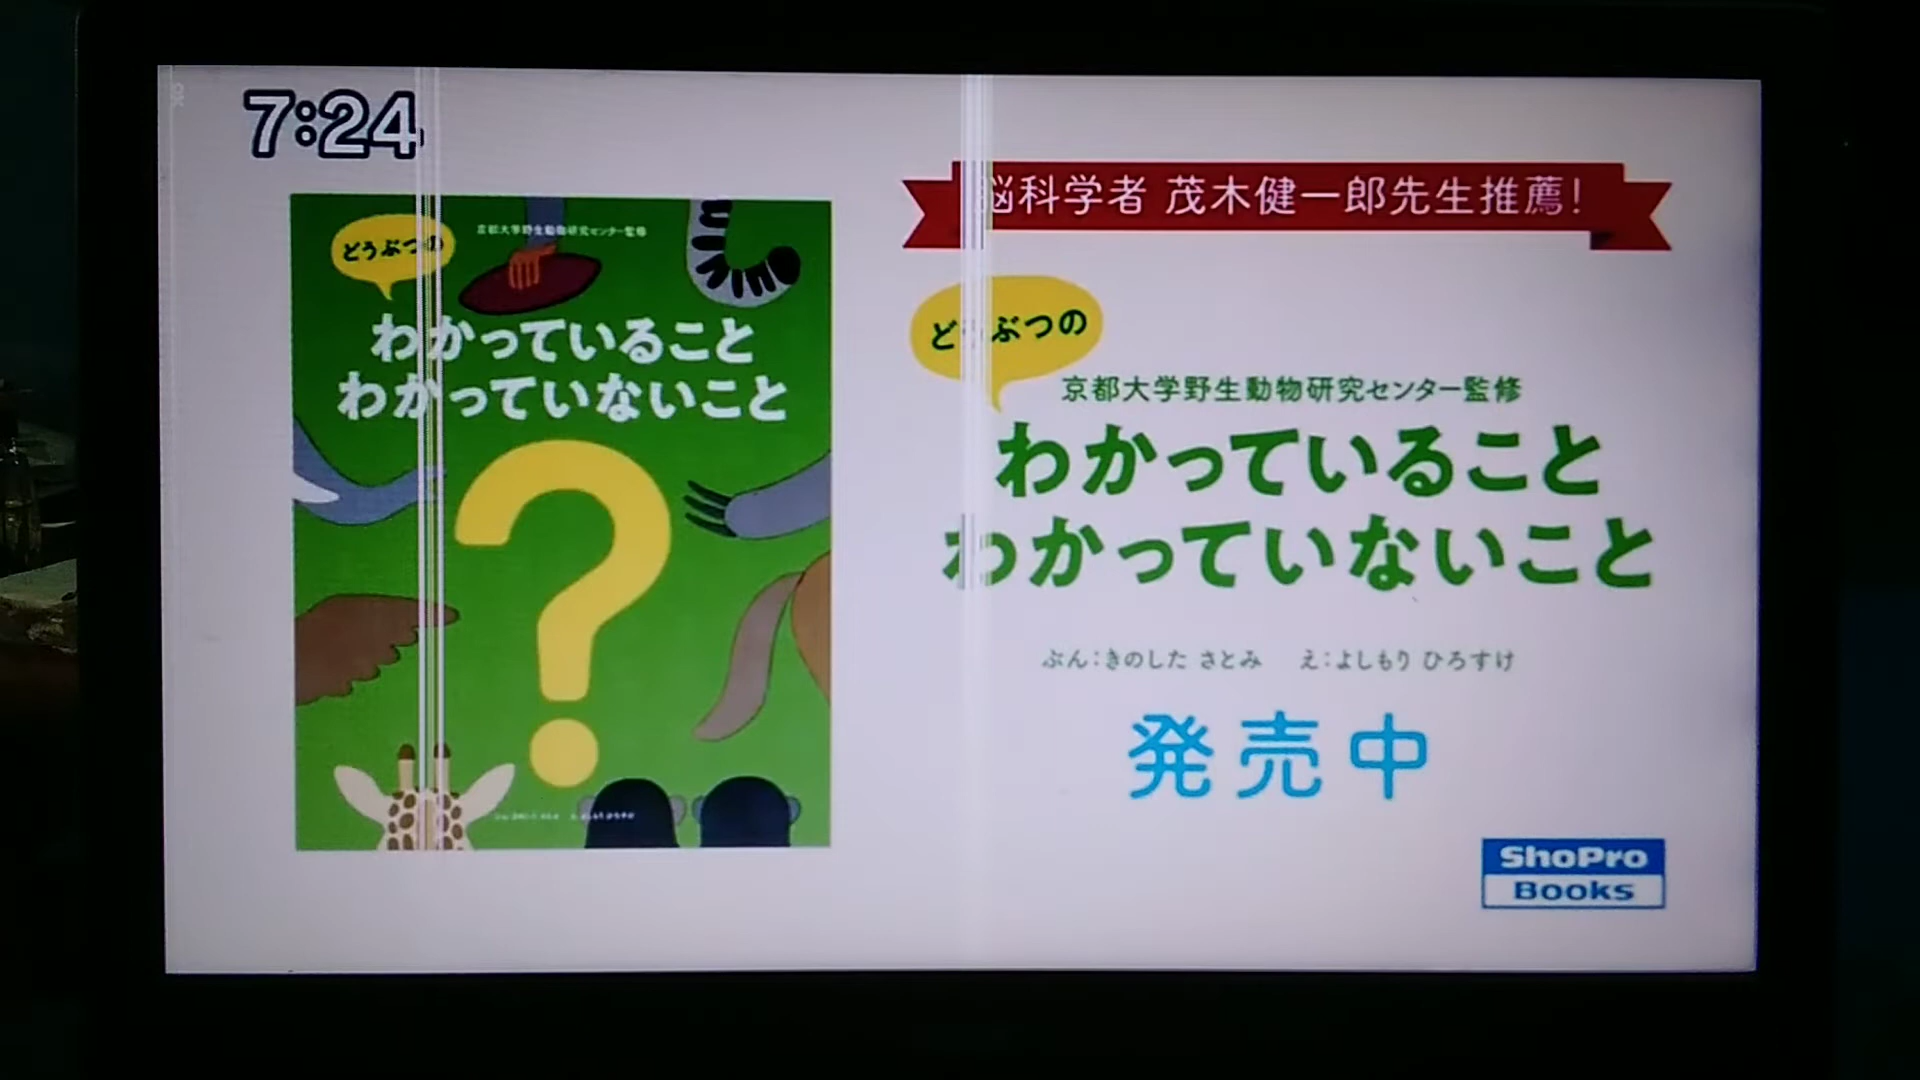 7:24
どうぶつの
京都大学野生動物研究センター監修
わかっていること
わかっていないこと
脳科学者 茂木健一郎先生推薦!
どうぶつの
京都大学野生動物研究センター監修
わかっていること
わかっていないこと
ぶん:きのした さとみ え:よしもり ひろすけ
発売中
ShoPro
Books